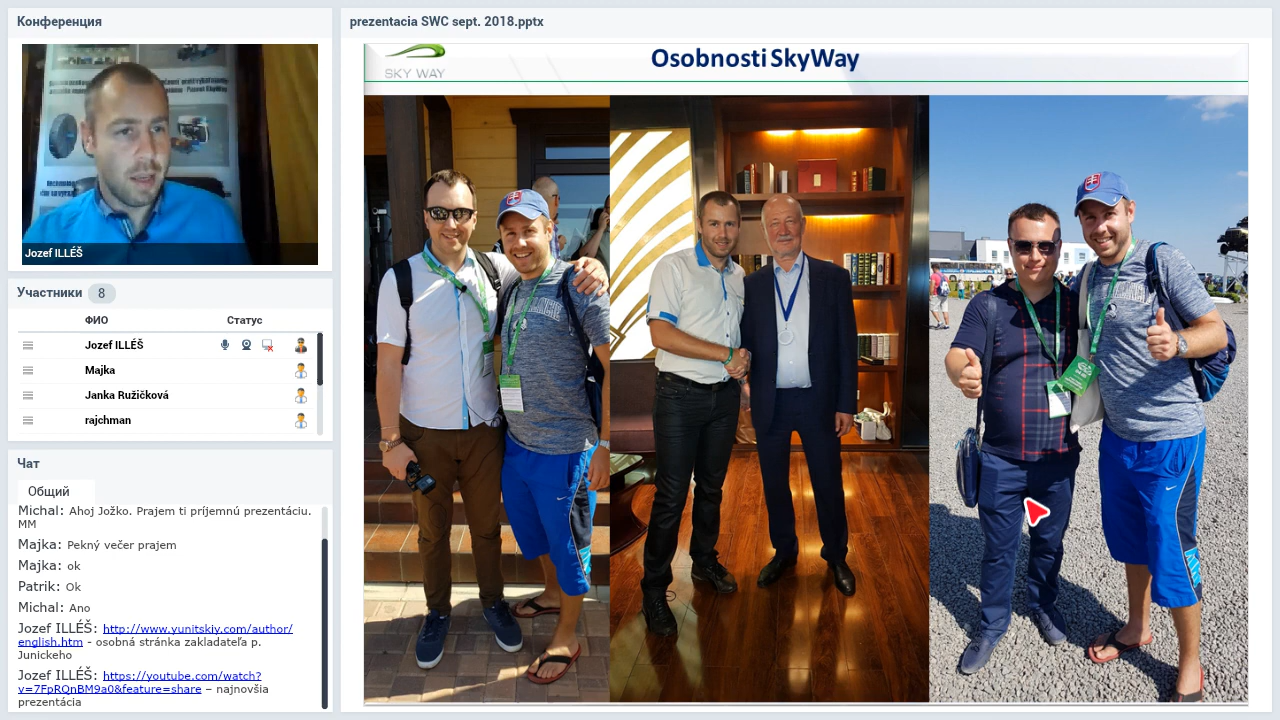 Конференция
Jozef ILLÉŠ
Участники 8
ФИО Статус
Jozef ILLÉŠ
Majka
Janka Ružičková
rajchman
Чат
Общий
Michal: Ahoj Jožko. Prajem ti príjemnú prezentáciu.
MM
Majka: Pekný večer prajem
Majka: ok
Patrik: Ok
Michal: Ano
Jozef ILLÉŠ: http://www.yunitskiy.com/author/
english.htm - osobná stránka zakladateľa p.
Junickeho
Jozef ILLÉŠ: https://youtube.com/watch?
v=7FpRQnBM9a0&feature=share – najnovšia
prezentácia
prezentacia SWC sept. 2018.pptx
SKY WAY
Osobnosti SkyWay